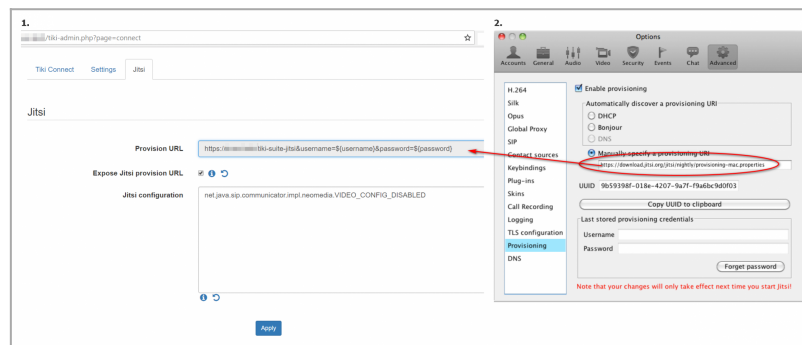 1.
/tiki-admin.php?page=connect
Tiki Connect Settings Jitsi
Jitsi
Provision URL https:/ tiki-suite-jitsi&username=${username}&password=${password}
Expose Jitsi provision URL
Jitsi configuration net.java.sip.communicator.impl.neomedia.VIDEO_CONFIG_DISABLED
Apply
2.
Options
Accounts General Audio Video Security Events Chat Advanced
H.264
Silk
Opus
Global Proxy
SIP
Contact sources
Keybindings
Plug-ins
Skins
Call Recording
Logging
TLS configuration
Provisioning
DNS
Enable provisioning
Automatically discover a provisioning URI
DHCP
Bonjour
DNS
Manually specify a provisioning URI
https://download.jitsi.org/jitsi/nightly/provisioning-mac.properties
UUID 9b59398f-018e-4207-9a7f-f9a6bc9d0f03
Copy UUID to clipboard
Last stored provisioning credentials
Username
Password
Forget password
Note that your changes will only take effect next time you start Jitsi!